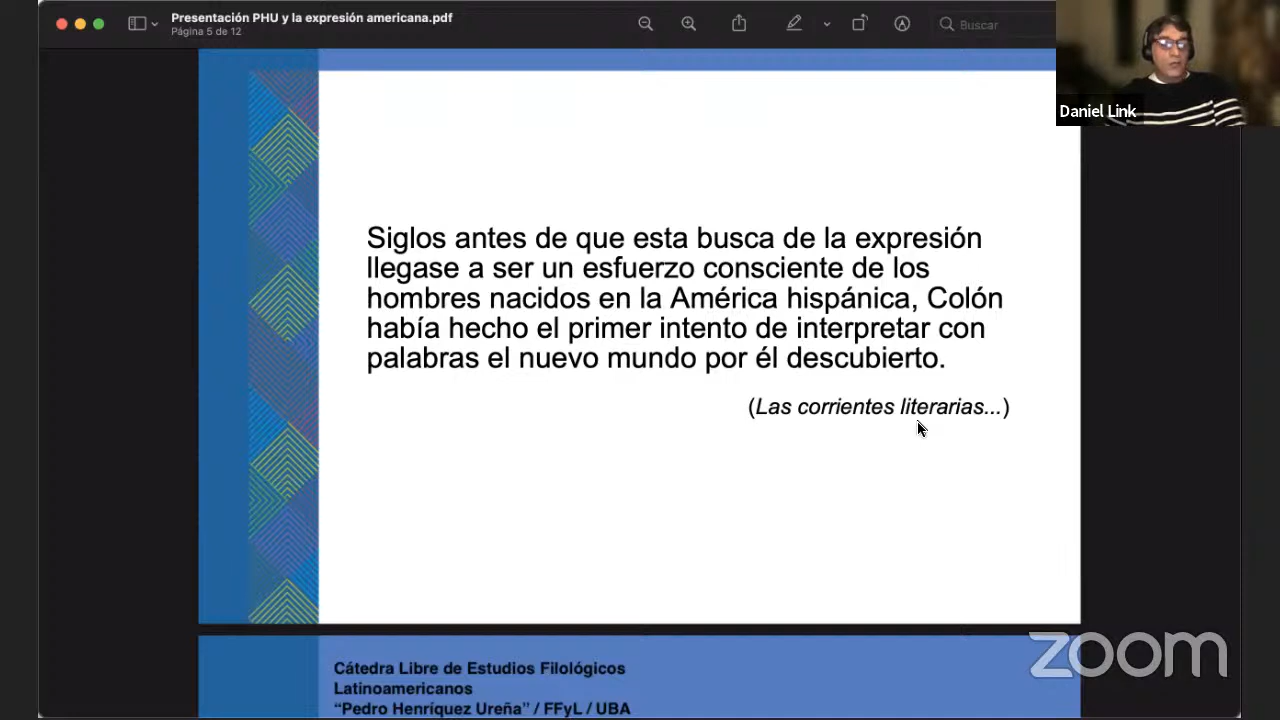 Presentación PHU y la expresión americana.pdf
Página 5 de 12
Buscar
Daniel Link
Siglos antes de que esta busca de la expresión
llegase a ser un esfuerzo consciente de los
hombres nacidos en la América hispánica, Colón
había hecho el primer intento de interpretar con
palabras el nuevo mundo por él descubierto.
(Las corrientes literarias...)
zoom
Cátedra Libre de Estudios Filológicos
Latinoamericanos
“Pedro Henríquez Ureña” / FFyL / UBA